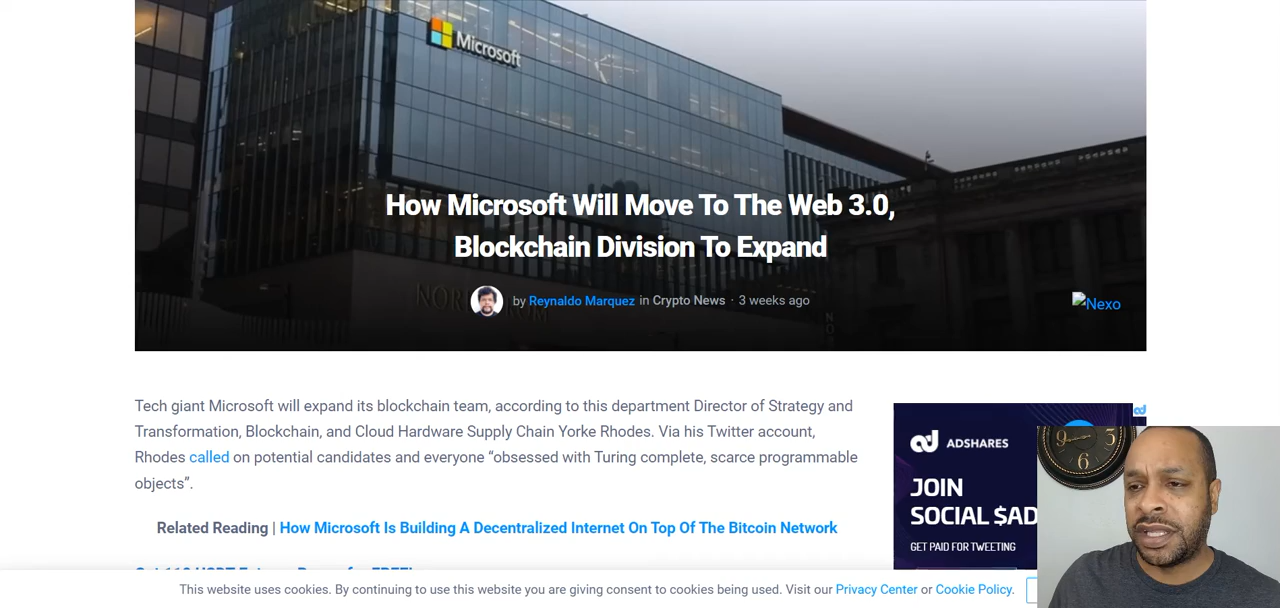 Microsoft
How Microsoft Will Move To The Web 3.0,
Blockchain Division To Expand
NOR
by Reynaldo Marquez in Crypto News · 3 weeks ago
Nexo
Tech giant Microsoft will expand its blockchain team, according to this department Director of Strategy and
Transformation, Blockchain, and Cloud Hardware Supply Chain Yorke Rhodes. Via his Twitter account,
Rhodes called on potential candidates and everyone “obsessed with Turing complete, scarce programmable
objects”.
Related Reading | How Microsoft Is Building A Decentralized Internet On Top Of The Bitcoin Network
ad
ADSHARES
JOIN
SOCIAL $AD
GET PAID FOR TWEETING
9 3
6
This website uses cookies. By continuing to use this website you are giving consent to cookies being used. Visit our Privacy Center or Cookie Policy.